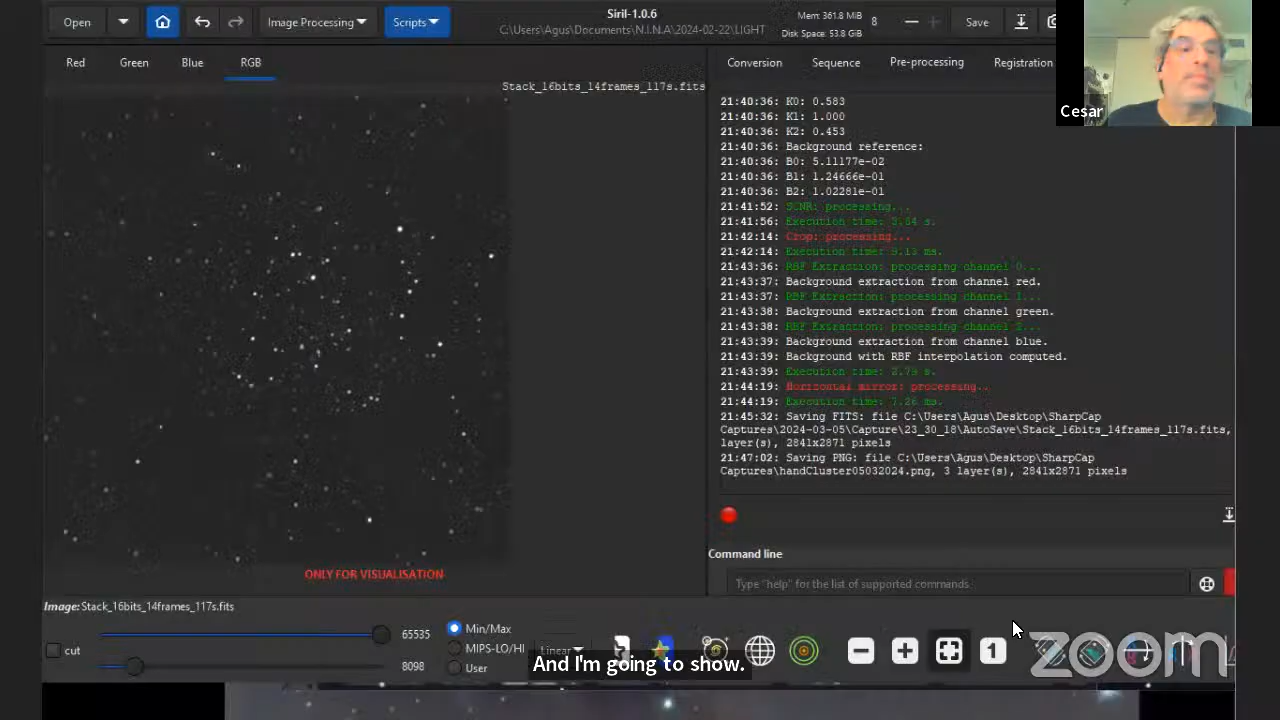 Open
Image Processing
Scripts
Siril-1.0.6
C:\Users\Agus\Documents\N.I.N.A\2024-02-22\LIGHT
Mem: 361.8 MiB
Disk Space: 53.8 GiB
8
Save
Red
Green
Blue
RGB
Conversion
Sequence
Pre-processing
Registration
Cesar
Stack_16bits_14frames_117s.fits
21:40:36: K0: 0.583
21:40:36: K1: 1.000
21:40:36: K2: 0.453
21:40:36: Background reference:
21:40:36: B0: 5.11177e-02
21:40:36: B1: 1.24666e-01
21:40:36: B2: 1.02281e-01
21:41:52: SCNR: processing...
21:41:56: Execution time: 3.64 s.
21:42:14: Crop: processing...
21:42:14: Execution time: 9.13 ms.
21:43:36: RBF Extraction: processing channel 0...
21:43:37: Background extraction from channel red.
21:43:37: RBF Extraction: processing channel 1...
21:43:38: Background extraction from channel green.
21:43:38: RBF Extraction: processing channel 2...
21:43:39: Background extraction from channel blue.
21:43:39: Background with RBF interpolation computed.
21:43:39: Execution time: 2.79 s.
21:44:19: Horizontal mirror: processing...
21:44:19: Execution time: 7.26 ms.
21:45:32: Saving FITS: file C:\Users\Agus\Desktop\SharpCap
Captures\2024-03-05\Capture\23_30_18\AutoSave\Stack_16bits_14frames_117s.fits,
layer(s), 2841x2871 pixels
21:47:02: Saving PNG: file C:\Users\Agus\Desktop\SharpCap
Captures\handCluster05032024.png, 3 layer(s), 2841x2871 pixels
Command line
Type "help" for the list of supported commands.
ONLY FOR VISUALISATION
Image: Stack_16bits_14frames_117s.fits
cut
65535
8098
Min/Max
MIPS-LO/HI
User
Linear
1
And I'm going to show.
zoom